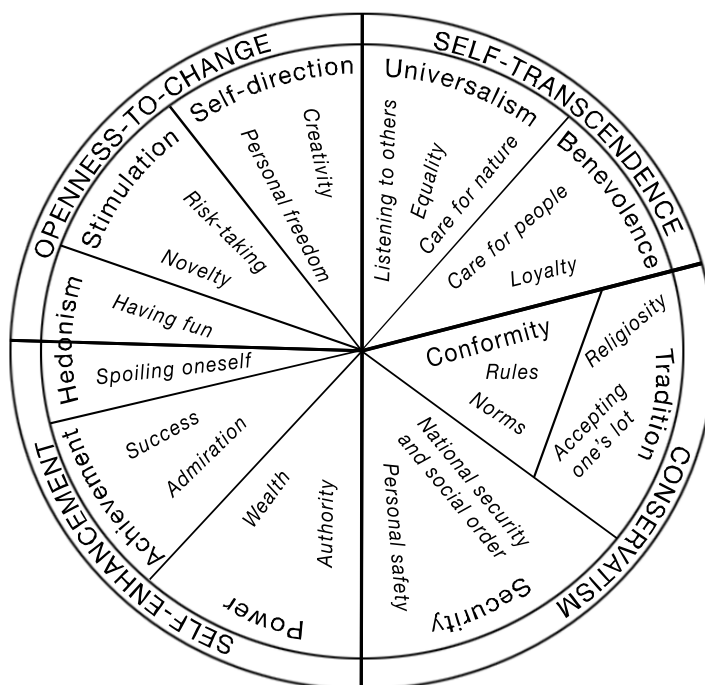 OPENNESS-TO-CHANGE
SELF-TRANSCENDENCE
Self-direction
Creativity
Personal freedom
Stimulation
Risk-taking
Novelty
Hedonism
Having fun
Spoiling oneself
Universalism
Listening to others
Equality
Care for nature
Benevolence
Care for people
Loyalty
Conformity
Rules
Norms
Tradition
Religiosity
Accepting
one's lot
CONSERVATISM
Security
National security
and social order
Personal safety
SELF-ENHANCEMENT
Achievement
Success
Admiration
Power
Wealth
Authority